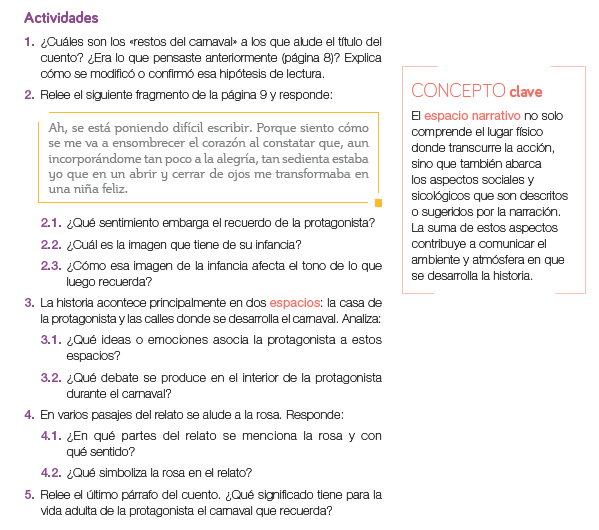 Actividades
1. ¿Cuáles son los «restos del carnaval» a los que alude el título del
cuento? ¿Era lo que pensaste anteriormente (página 8)? Explica
cómo se modificó o confirmó esa hipótesis de lectura.
2. Relee el siguiente fragmento de la página 9 y responde:
Ah, se está poniendo difícil escribir. Porque siento cómo
se me va a ensombrecer el corazón al constatar que, aun
incorporándome tan poco a la alegría, tan sedienta estaba
yo que en un abrir y cerrar de ojos me transformaba en
una niña feliz.
2.1. ¿Qué sentimiento embarga el recuerdo de la protagonista?
2.2. ¿Cuál es la imagen que tiene de su infancia?
2.3. ¿Cómo esa imagen de la infancia afecta el tono de lo que
luego recuerda?
3. La historia acontece principalmente en dos espacios: la casa de
la protagonista y las calles donde se desarrolla el carnaval. Analiza:
3.1. ¿Qué ideas o emociones asocia la protagonista a estos
espacios?
3.2. ¿Qué debate se produce en el interior de la protagonista
durante el carnaval?
4. En varios pasajes del relato se alude a la rosa. Responde:
4.1. ¿En qué partes del relato se menciona la rosa y con
qué sentido?
4.2. ¿Qué simboliza la rosa en el relato?
5. Relee el último párrafo del cuento. ¿Qué significado tiene para la
vida adulta de la protagonista el carnaval que recuerda?
CONCEPTO clave
El espacio narrativo no solo
comprende el lugar físico
donde transcurre la acción,
sino que también abarca
los aspectos sociales y
sicológicos que son descritos
o sugeridos por la narración.
La suma de estos aspectos
contribuye a comunicar el
ambiente y atmósfera en que
se desarrolla la historia.